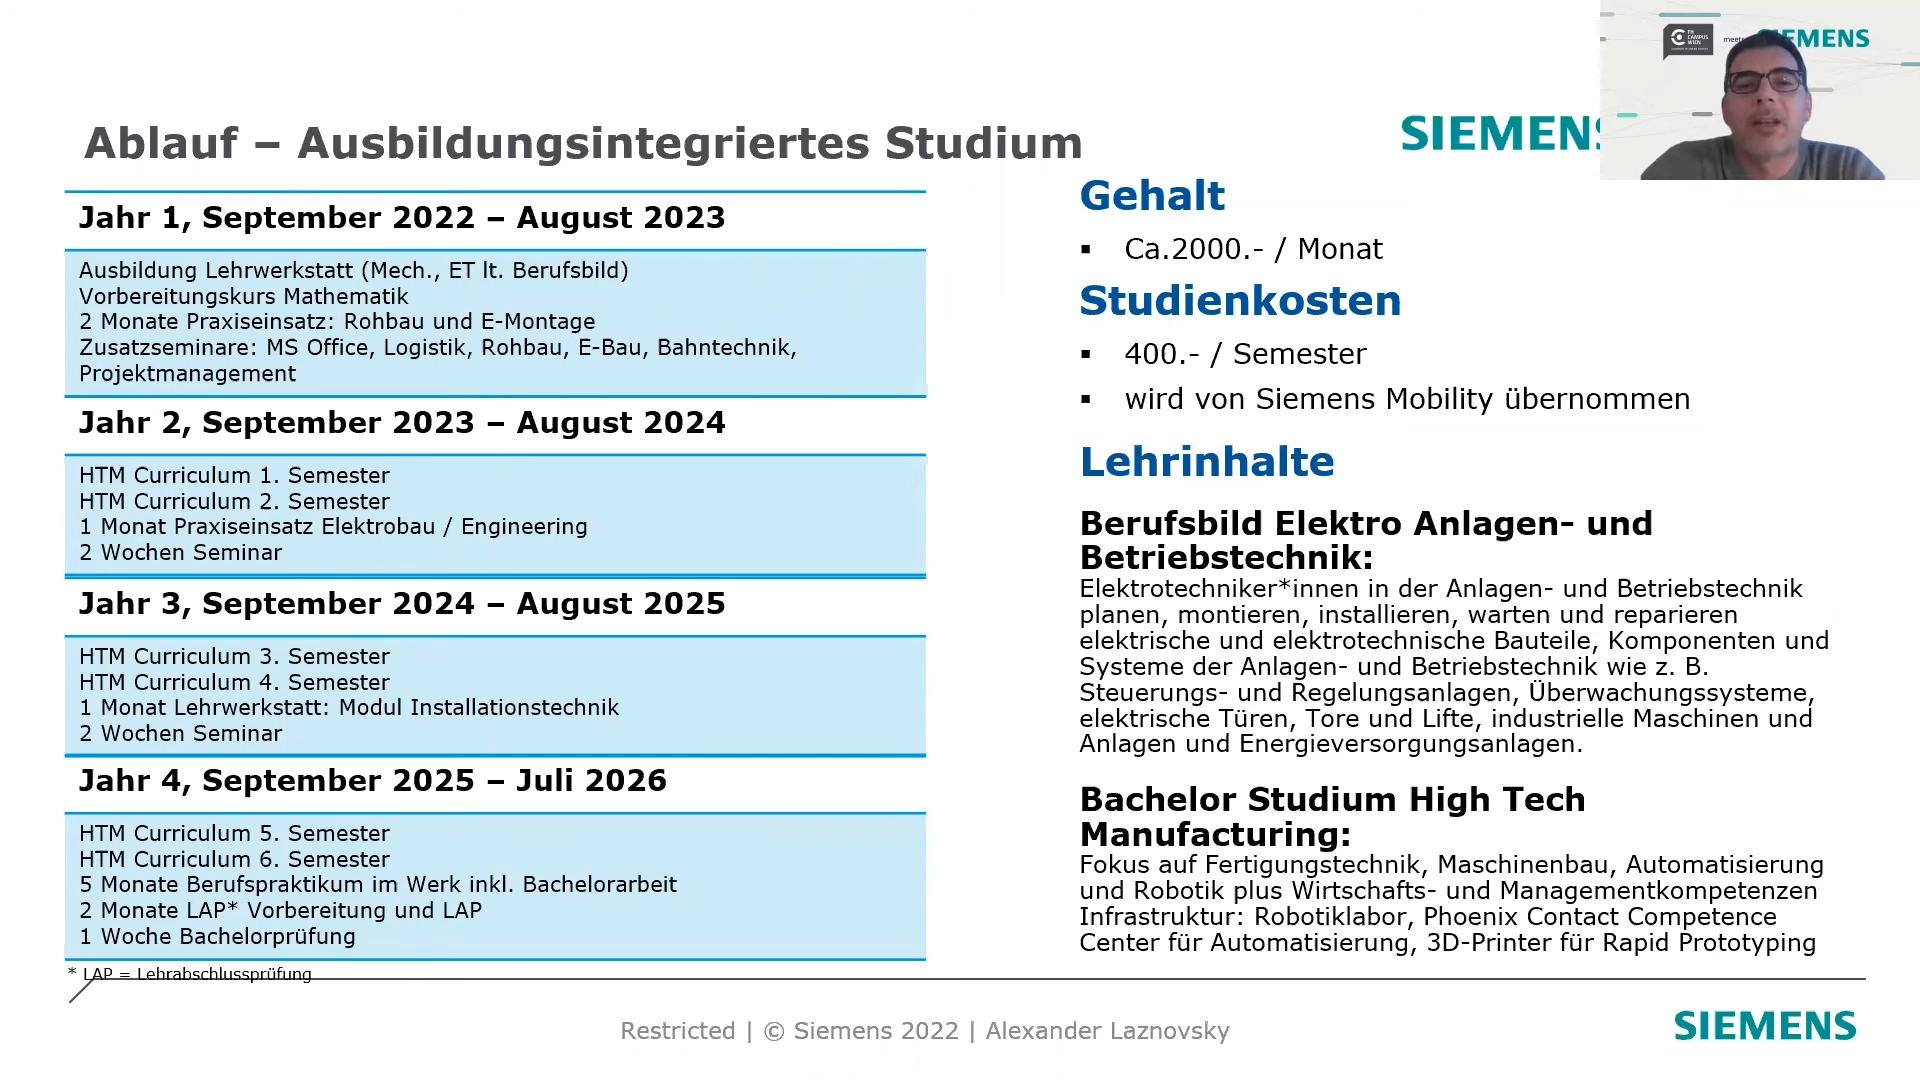 Ablauf – Ausbildungsintegriertes Studium
SIEMENS
FH CAMPUS WIEN
SIEMENS
Jahr 1, September 2022 – August 2023
Ausbildung Lehrwerkstatt (Mech., ET lt. Berufsbild)
Vorbereitungskurs Mathematik
2 Monate Praxiseinsatz: Rohbau und E-Montage
Zusatzseminare: MS Office, Logistik, Rohbau, E-Bau, Bahntechnik,
Projektmanagement
Jahr 2, September 2023 – August 2024
HTM Curriculum 1. Semester
HTM Curriculum 2. Semester
1 Monat Praxiseinsatz Elektrobau / Engineering
2 Wochen Seminar
Jahr 3, September 2024 – August 2025
HTM Curriculum 3. Semester
HTM Curriculum 4. Semester
1 Monat Lehrwerkstatt: Modul Installationstechnik
2 Wochen Seminar
Jahr 4, September 2025 – Juli 2026
HTM Curriculum 5. Semester
HTM Curriculum 6. Semester
5 Monate Berufspraktikum im Werk inkl. Bachelorarbeit
2 Monate LAP* Vorbereitung und LAP
1 Woche Bachelorprüfung
* LAP = Lehrabschlussprüfung
Gehalt
▪ Ca.2000.- / Monat
Studienkosten
▪ 400.- / Semester
▪ wird von Siemens Mobility übernommen
Lehrinhalte
Berufsbild Elektro Anlagen- und
Betriebstechnik:
Elektrotechniker*innen in der Anlagen- und Betriebstechnik
planen, montieren, installieren, warten und reparieren
elektrische und elektrotechnische Bauteile, Komponenten und
Systeme der Anlagen- und Betriebstechnik wie z. B.
Steuerungs- und Regelungsanlagen, Überwachungssysteme,
elektrische Türen, Tore und Lifte, industrielle Maschinen und
Anlagen und Energieversorgungsanlagen.
Bachelor Studium High Tech
Manufacturing:
Fokus auf Fertigungstechnik, Maschinenbau, Automatisierung
und Robotik plus Wirtschafts- und Managementkompetenzen
Infrastruktur: Robotiklabor, Phoenix Contact Competence
Center für Automatisierung, 3D-Printer für Rapid Prototyping
Restricted | © Siemens 2022 | Alexander Laznovsky
SIEMENS